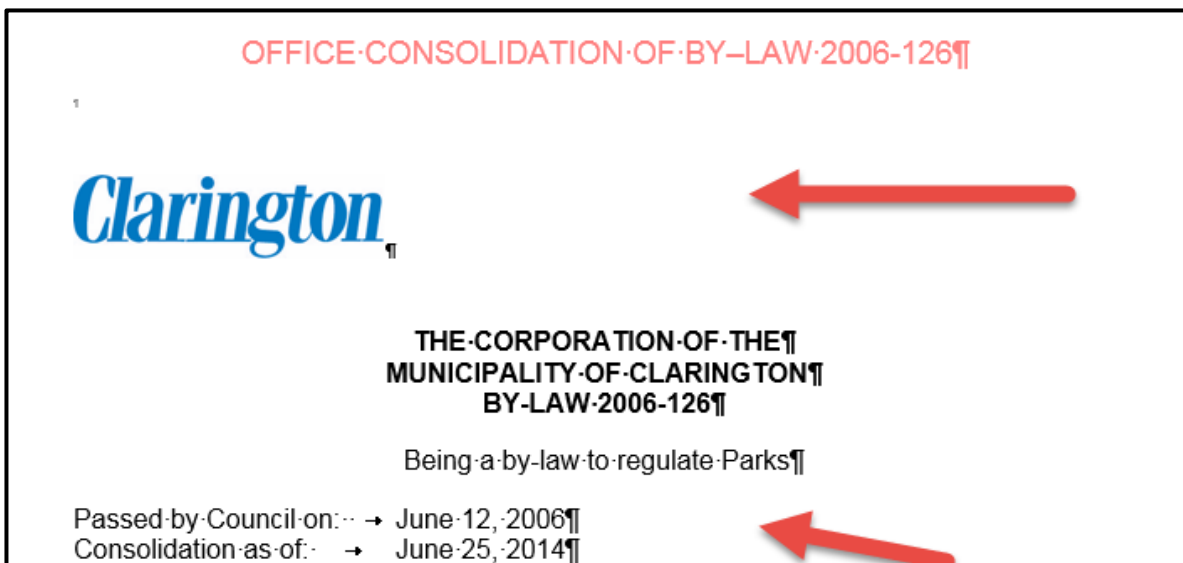 OFFICE·CONSOLIDATION·OF·BY–LAW·2006-126¶
¶
Clarington¶
THE·CORPORATION·OF·THE¶
MUNICIPALITY·OF·CLARINGTON¶
BY-LAW·2006-126¶
Being·a·by-law·to·regulate·Parks¶
Passed·by·Council·on:·· → June·12,·2006¶
Consolidation·as·of:· → June·25,·2014¶